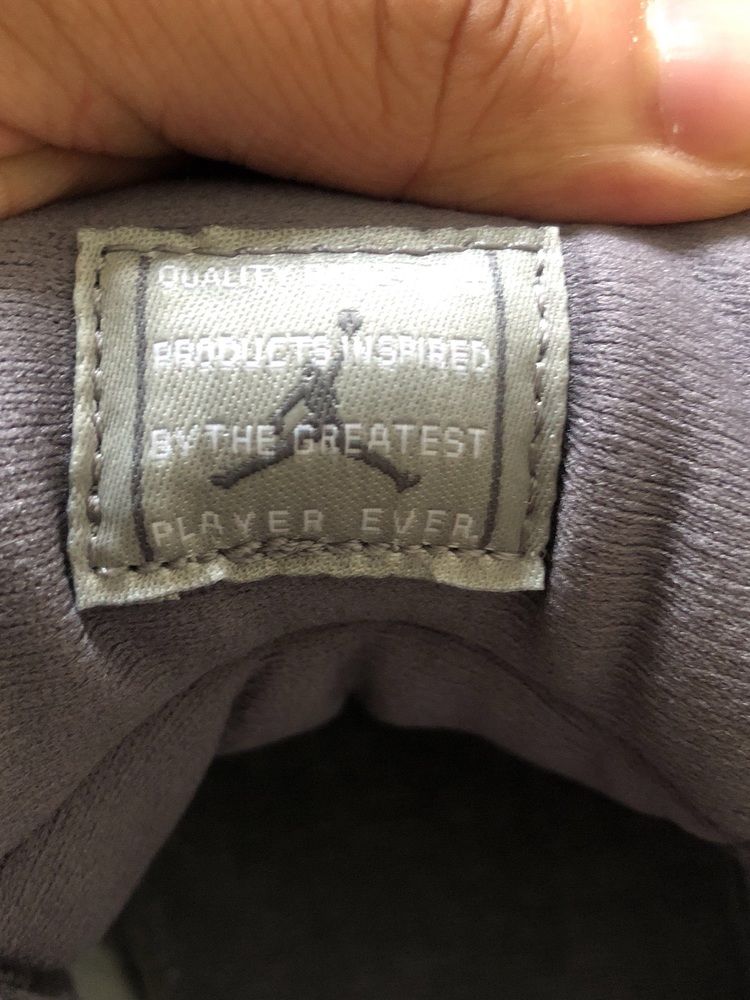 QUALITY
PRODUCTS INSPIRED
BY THE GREATEST
PLAYER EVER.